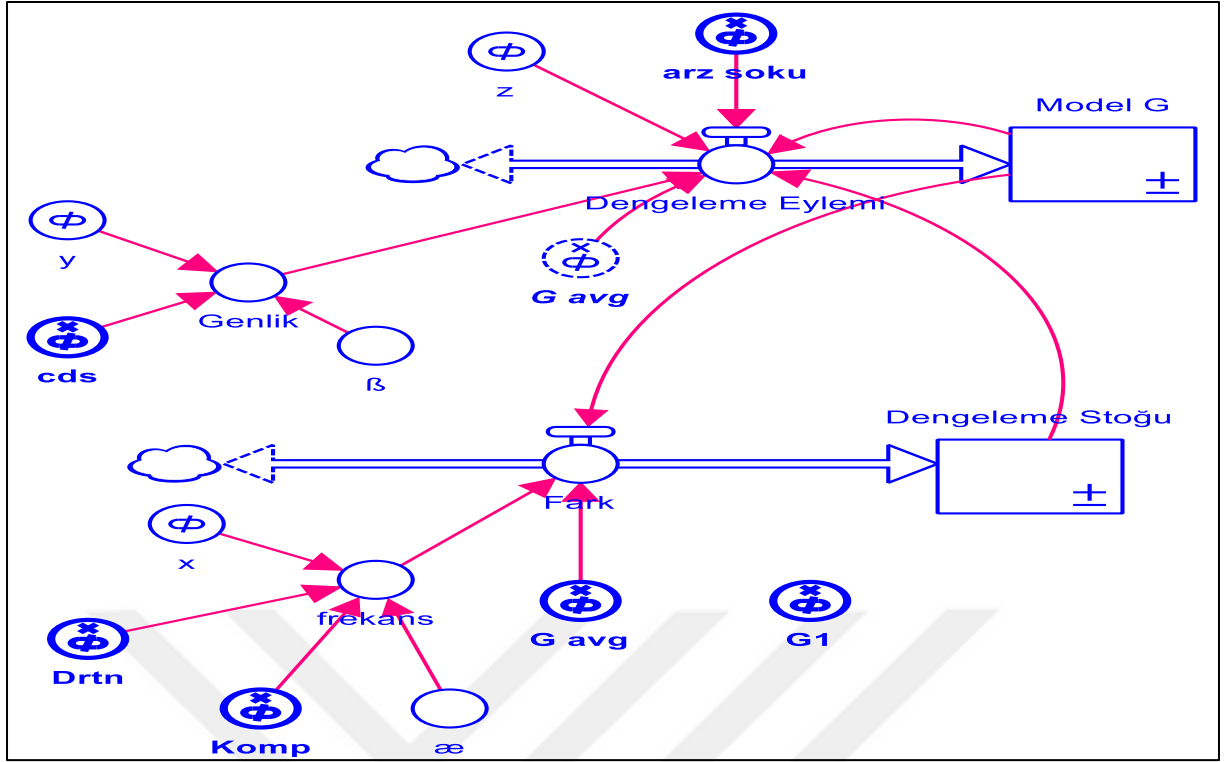 z
arz soku
Model G
Dengeleme Eylemi
y
G avg
Genlik
cds
ß
Dengeleme Stoğu
Fark
x
frekans
G avg
G1
Drtn
Komp
æ